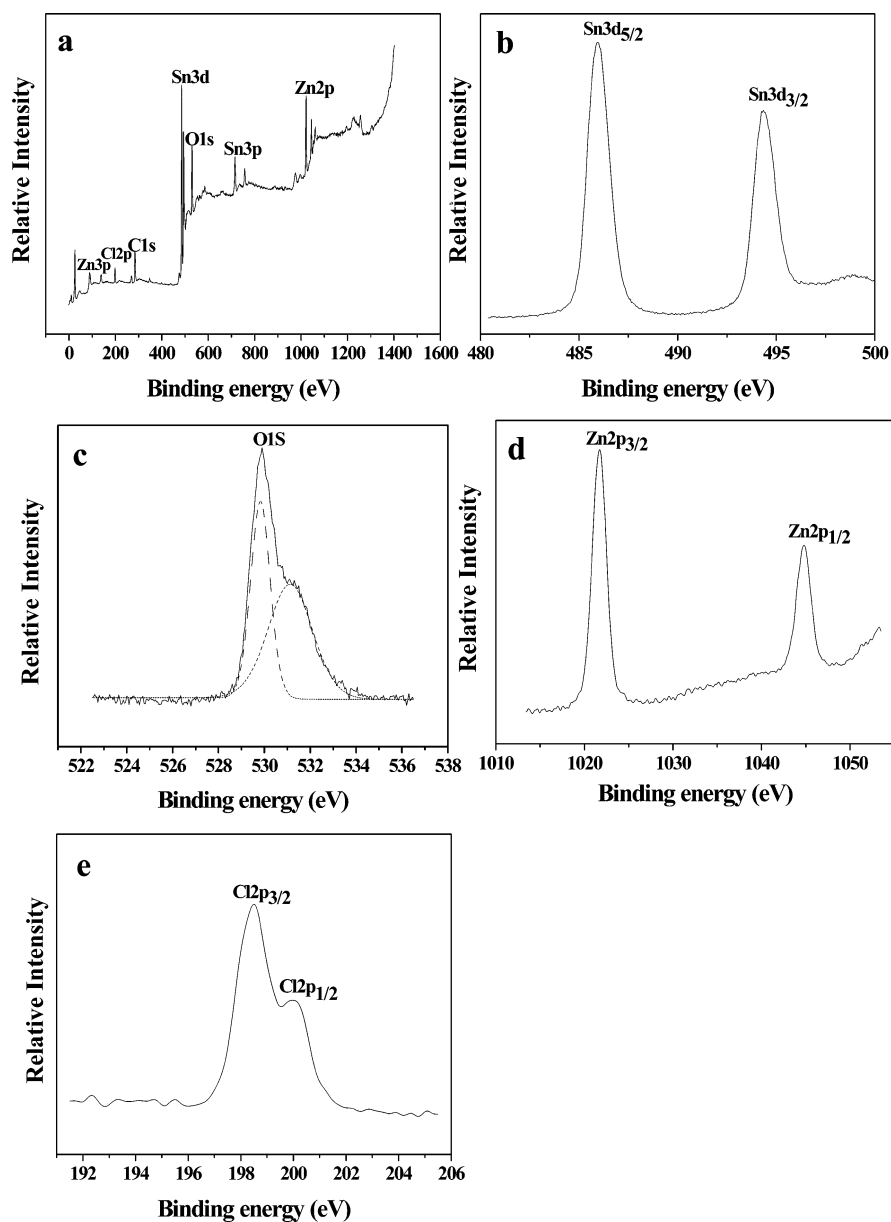 a
Sn3d
O1s
Sn3p
Zn2p
Zn3p
Cl2p
C1s
Relative Intensity
0 200 400 600 800 1000 1200 1400 1600
Binding energy (eV)
b
Sn3d5/2
Sn3d3/2
Relative Intensity
480 485 490 495 500
Binding energy (eV)
c
O1S
Relative Intensity
522 524 526 528 530 532 534 536 538
Binding energy (eV)
d
Zn2p3/2
Zn2p1/2
Relative Intensity
1010 1020 1030 1040 1050
Binding energy (eV)
e
Cl2p3/2
Cl2p1/2
Relative Intensity
192 194 196 198 200 202 204 206
Binding energy (eV)